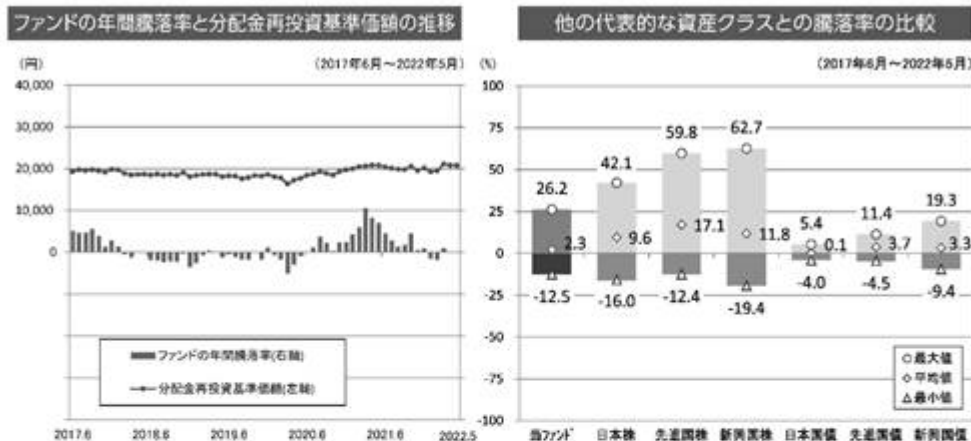 ファンドの年間騰落率と分配金再投資基準価額の推移
(円)
(2017年6月～2022年5月)
40,000
30,000
20,000
10,000
0
ファンドの年間騰落率(右軸)
分配金再投資基準価額(左軸)
2017.6 2018.6 2019.6 2020.6 2021.6 2022.5
他の代表的な資産クラスとの騰落率の比較
(%)
(2017年6月～2022年5月)
100
75
50
25
0
-25
-50
-75
-100
26.2 42.1 59.8 62.7 5.4 11.4 19.3
2.3 9.6 17.1 11.8 0.1 3.7 3.3
-12.5 -16.0 -12.4 -19.4 -4.0 -4.5 -9.4
最大値
平均値
最小値
当ファンド 日本株 先進国株 新興国株 日本国債 先進国債 新興国債